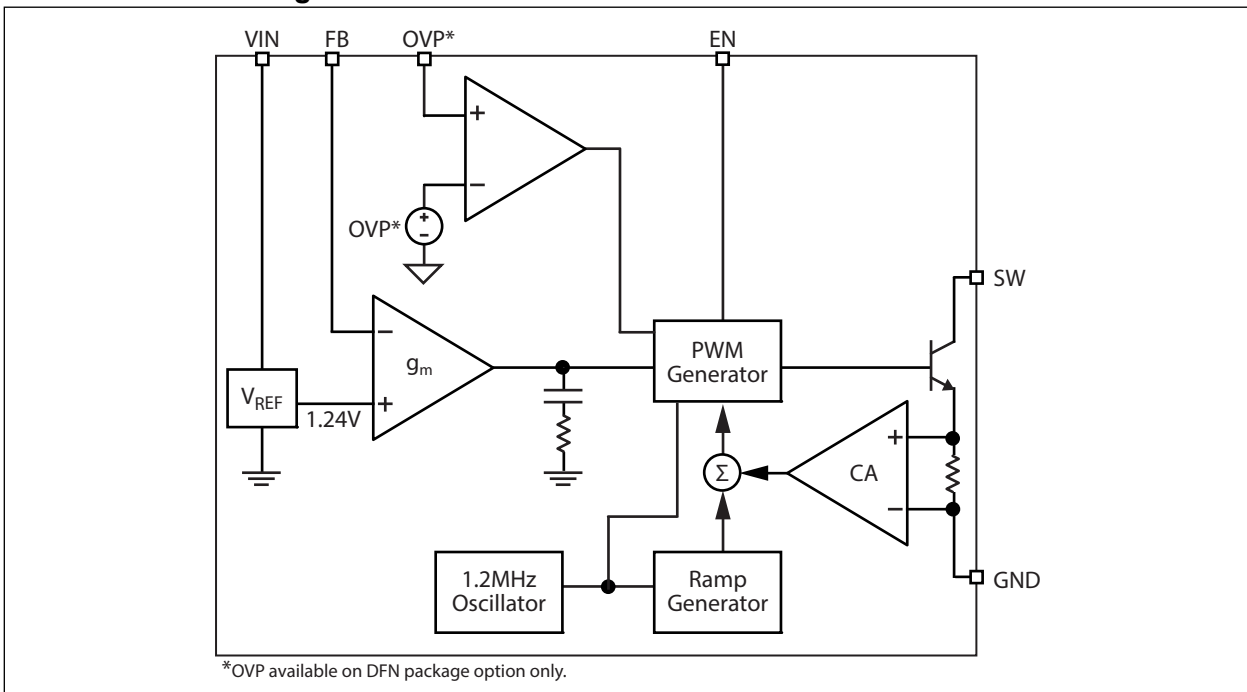 VIN FB OVP* EN
+
−
OVP*
+
−
SW
−
gm
+
VREF
1.24V
PWM
Generator
+
CA
−
Σ
1.2MHz
Oscillator
Ramp
Generator
GND
*OVP available on DFN package option only.